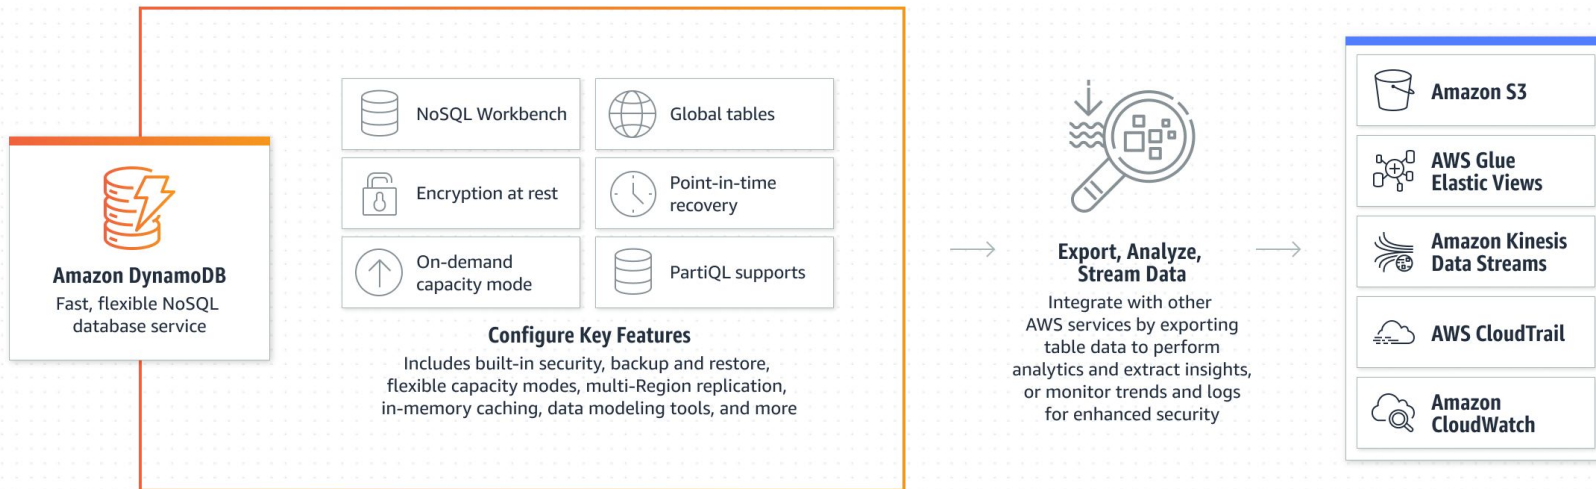 Amazon DynamoDB
Fast, flexible NoSQL
database service
NoSQL Workbench
Global tables
Encryption at rest
Point-in-time
recovery
On-demand
capacity mode
PartiQL supports
Configure Key Features
Includes built-in security, backup and restore,
flexible capacity modes, multi-Region replication,
in-memory caching, data modeling tools, and more
Export, Analyze,
Stream Data
Integrate with other
AWS services by exporting
table data to perform
analytics and extract insights,
or monitor trends and logs
for enhanced security
Amazon S3
AWS Glue
Elastic Views
Amazon Kinesis
Data Streams
AWS CloudTrail
Amazon
CloudWatch